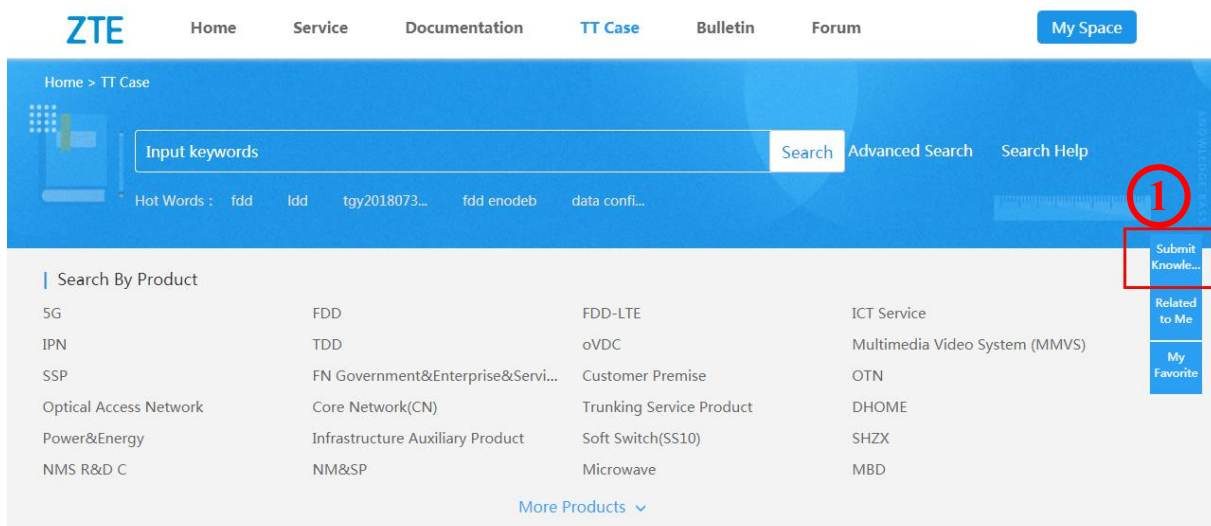 ZTE Home Service Documentation TT Case Bulletin Forum My Space
Home > TT Case
Input keywords Search Advanced Search Search Help
Hot Words : fdd ldd tgy2018073... fdd enodeb data confi...
KNOWLEDGE BASE
1
Submit
Knowle...
Related
to Me
My
Favorite
Search By Product
5G FDD FDD-LTE ICT Service
IPN TDD oVDC Multimedia Video System (MMVS)
SSP FN Government&Enterprise&Servi... Customer Premise OTN
Optical Access Network Core Network(CN) Trunking Service Product DHOME
Power&Energy Infrastructure Auxiliary Product Soft Switch(SS10) SHZX
NMS R&D C NM&SP Microwave MBD
More Products